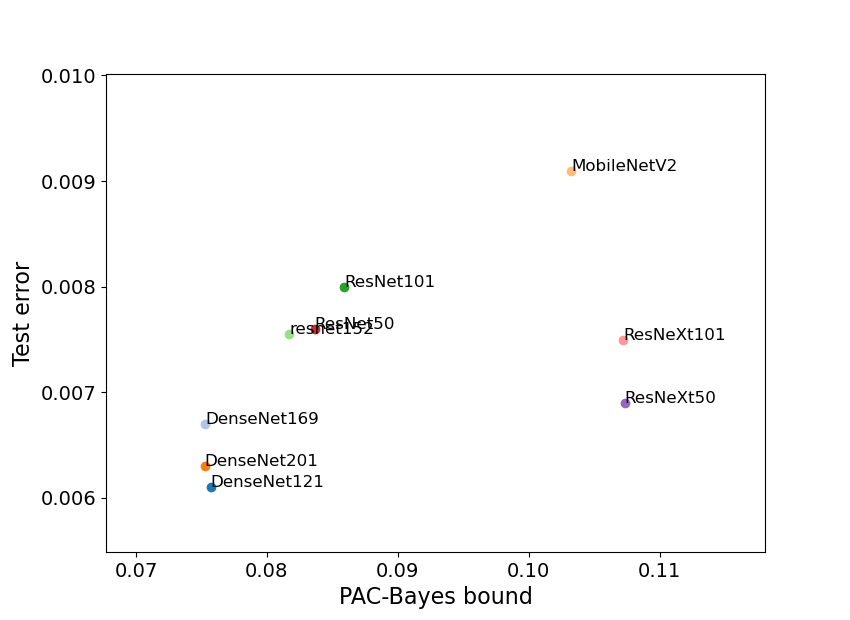 0.010
0.009
0.008
0.007
0.006
Test error
MobileNetV2
ResNet101
ResNet50
resnet152
ResNeXt101
ResNeXt50
DenseNet169
DenseNet201
DenseNet121
0.07
0.08
0.09
0.10
0.11
PAC-Bayes bound